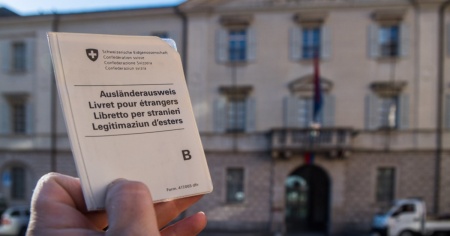 Schweizerische Eidgenossenschaft
Confédération suisse
Confederazione Svizzera
Confederaziun svizra
Ausländerausweis
Livret pour étrangers
Libretto per stranieri
Legitimaziun d'esters
B